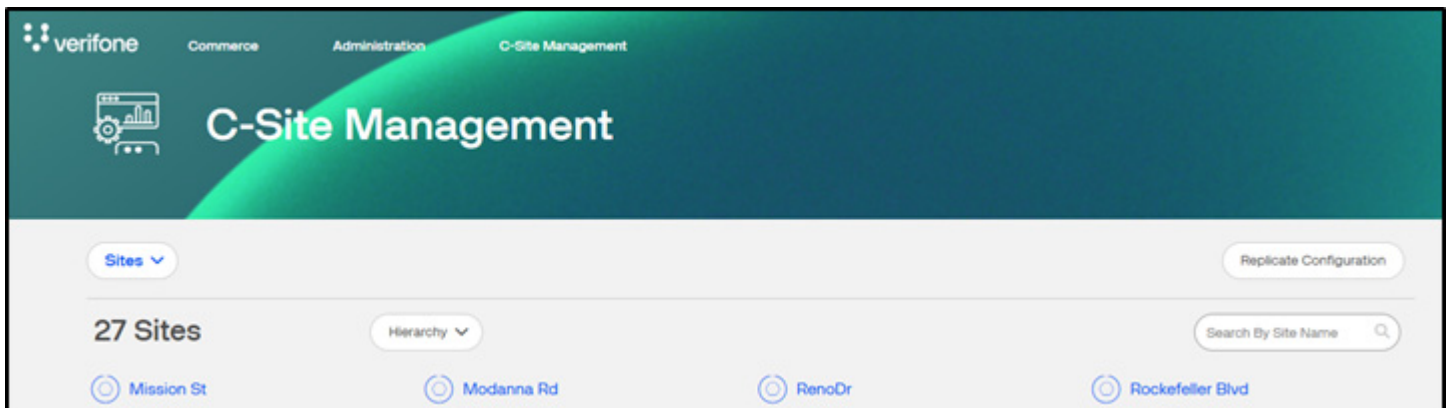 verifone Commerce Administration C-Site Management
C-Site Management
Sites Replicate Configuration
27 Sites Hierarchy Search By Site Name
Mission St Modanna Rd RenoDr Rockefeller Blvd